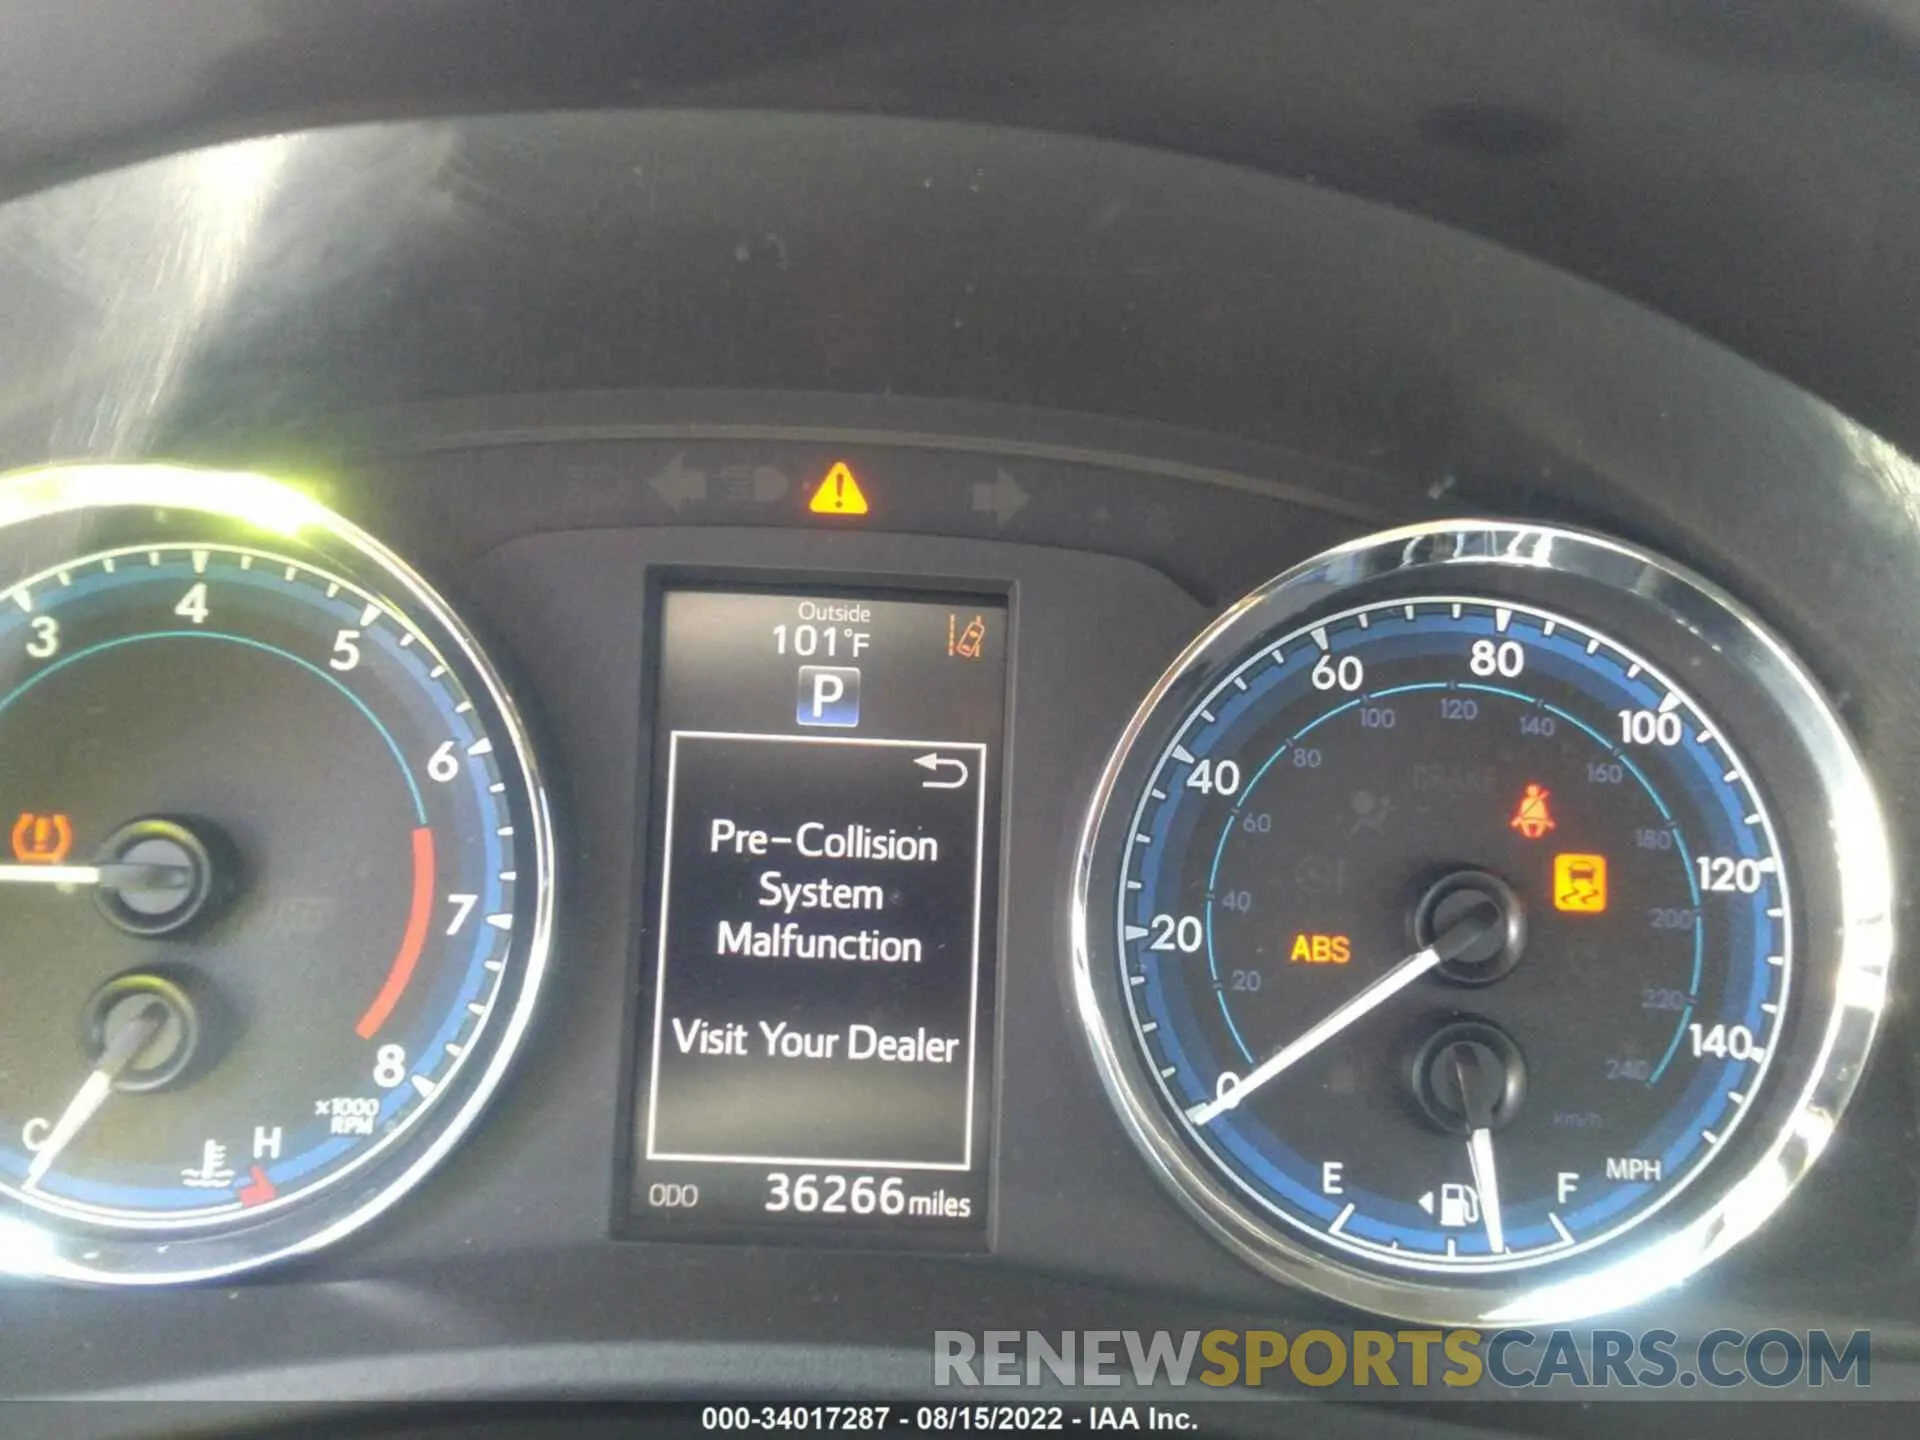 Outside
101°F
P
Pre-Collision
System
Malfunction
Visit Your Dealer
ODO 36266 miles
3 4 5 6 7 8
x1000
RPM
C H
0 20 40 60 80 100 120 140
20 40 60 80 100 120 140 160 180 200 220 240
BRAKE
ABS
km/h
MPH
E F
RENEWSPORTSCARS.COM
000-34017287 - 08/15/2022 - IAA Inc.